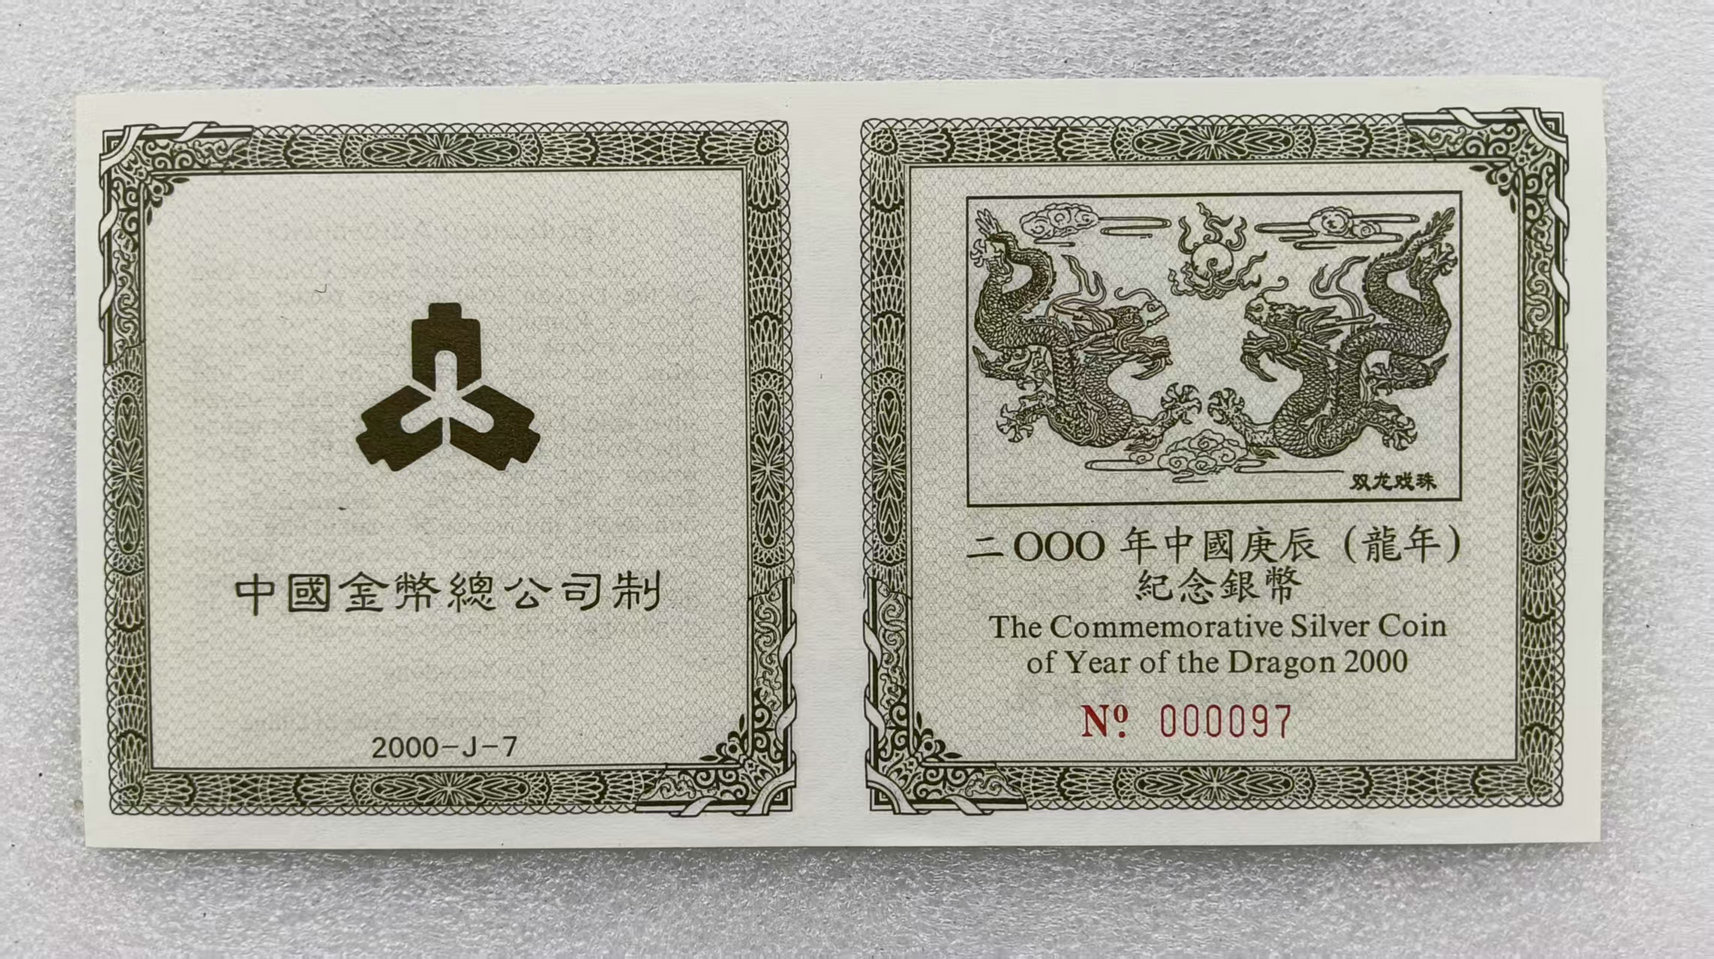 中國金幣總公司制
2000-J-7
双龙戏珠
二OOO年中國庚辰（龍年）
紀念銀幣
The Commemorative Silver Coin
of Year of the Dragon 2000
Nº 000097